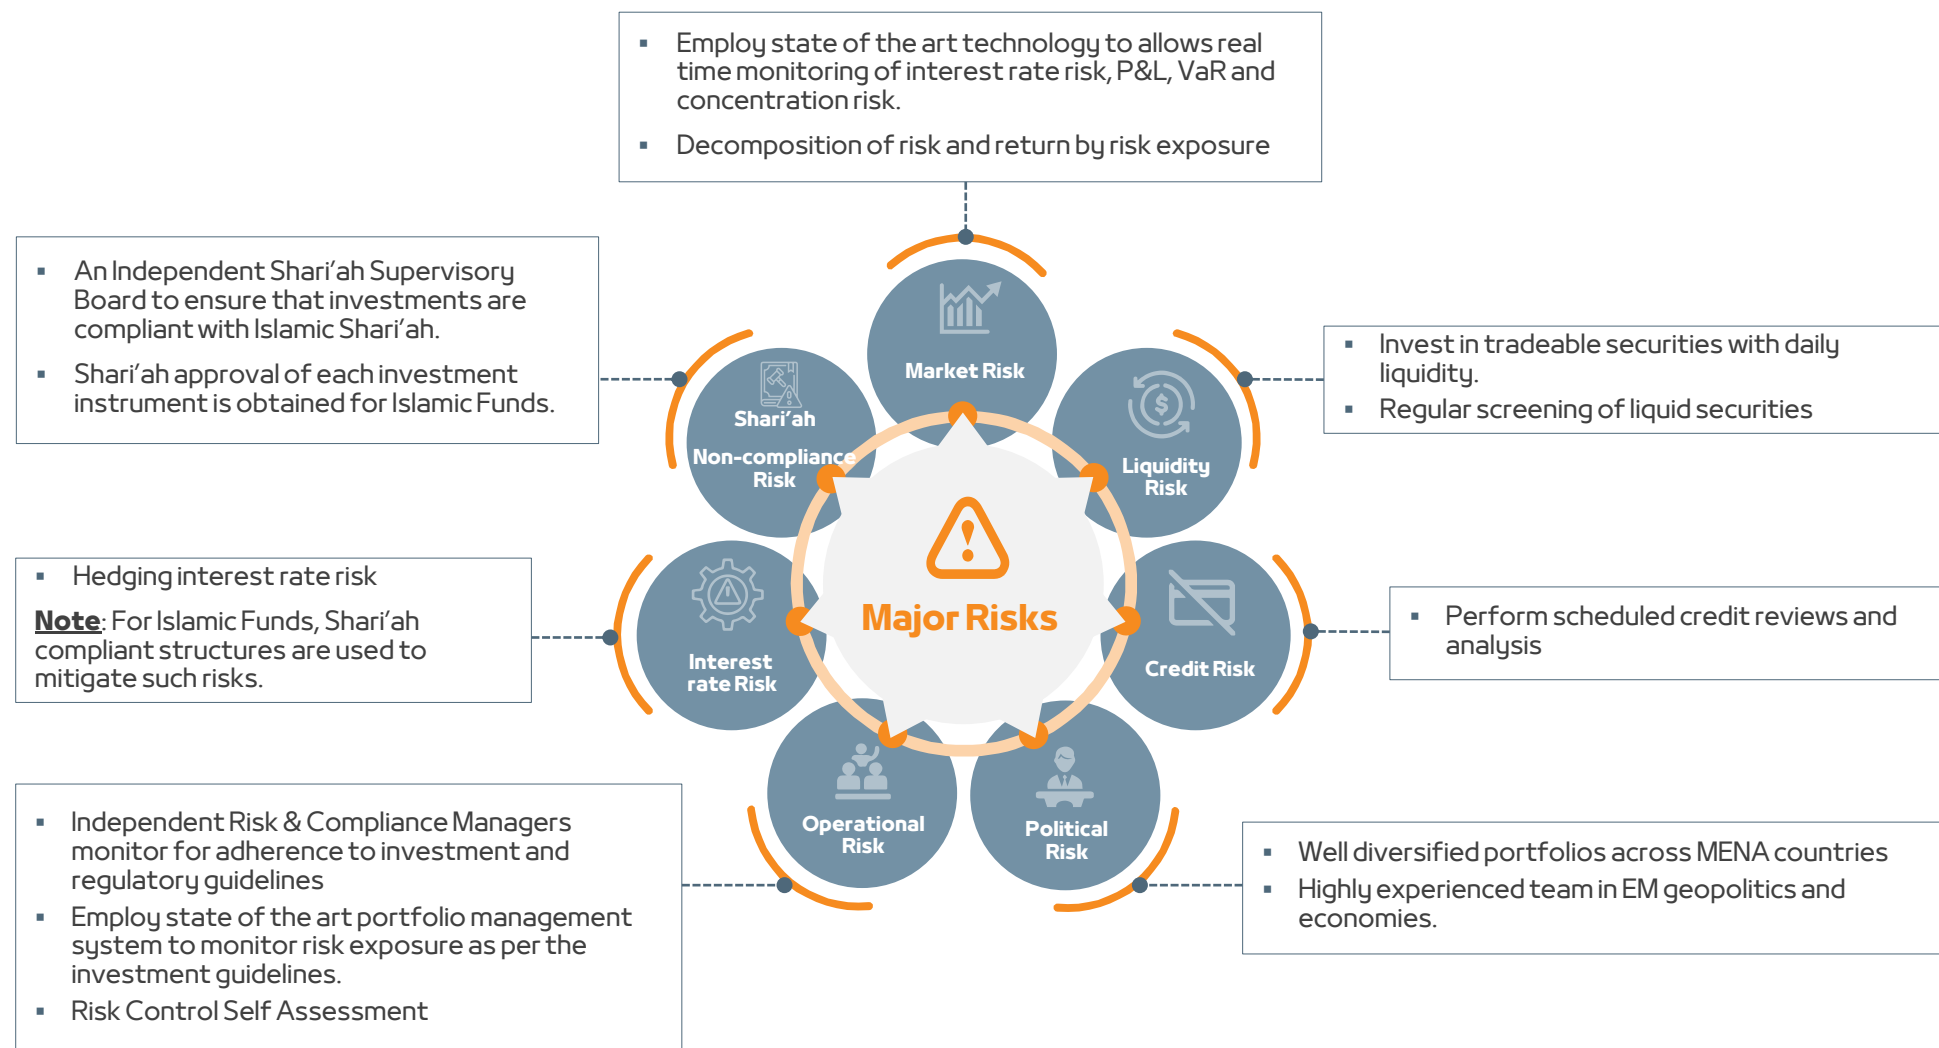 ▪ Employ state of the art technology to allows real
time monitoring of interest rate risk, P&L, VaR and
concentration risk.
▪ Decomposition of risk and return by risk exposure
▪ An Independent Shari’ah Supervisory
Board to ensure that investments are
compliant with Islamic Shari’ah.
▪ Shari’ah approval of each investment
instrument is obtained for Islamic Funds.
Market Risk
▪ Invest in tradeable securities with daily
liquidity.
▪ Regular screening of liquid securities
Shari’ah
Non-compliance
Risk
Liquidity
Risk
Major Risks
▪ Hedging interest rate risk
Note: For Islamic Funds, Shari’ah
compliant structures are used to
mitigate such risks.
Interest
rate Risk
Credit Risk
▪ Perform scheduled credit reviews and
analysis
Operational
Risk
Political
Risk
▪ Independent Risk & Compliance Managers
monitor for adherence to investment and
regulatory guidelines
▪ Employ state of the art portfolio management
system to monitor risk exposure as per the
investment guidelines.
▪ Risk Control Self Assessment
▪ Well diversified portfolios across MENA countries
▪ Highly experienced team in EM geopolitics and
economies.